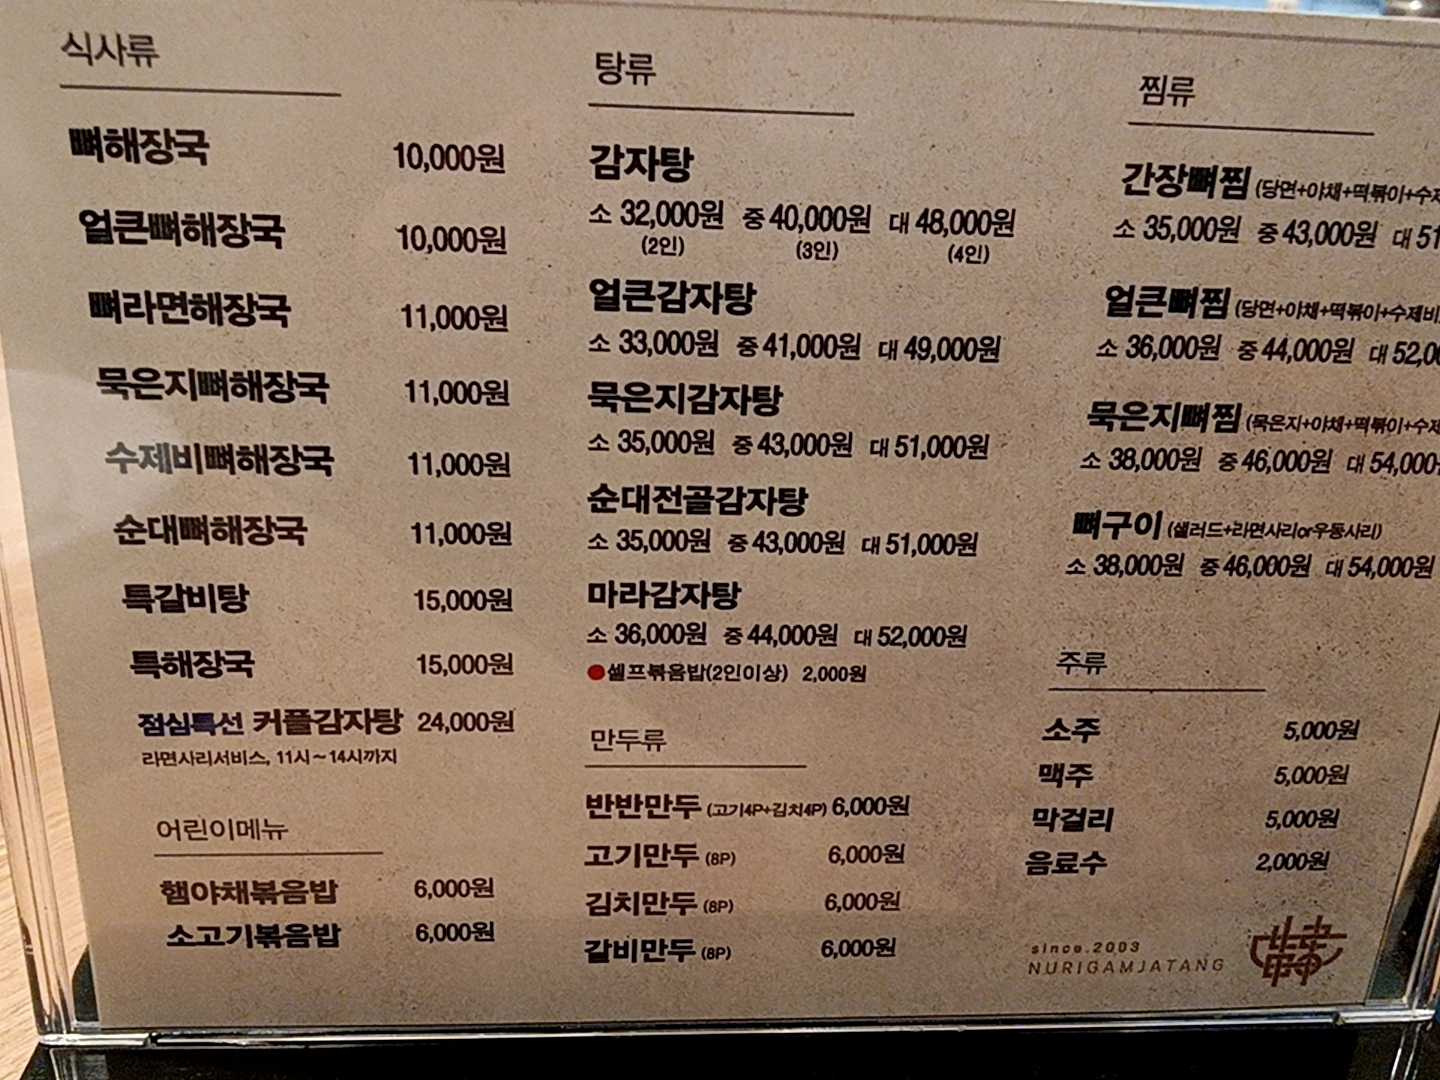 식사류
뼈해장국 10,000원
얼큰뼈해장국 10,000원
뼈라면해장국 11,000원
묵은지뼈해장국 11,000원
수제비뼈해장국 11,000원
순대뼈해장국 11,000원
특갈비탕 15,000원
특해장국 15,000원
점심특선 커플감자탕 24,000원
라면사리서비스, 11시~14시까지
어린이메뉴
햄야채볶음밥 6,000원
소고기볶음밥 6,000원
탕류
감자탕
소 32,000원 중 40,000원 대 48,000원
(2인) (3인) (4인)
얼큰감자탕
소 33,000원 중 41,000원 대 49,000원
묵은지감자탕
소 35,000원 중 43,000원 대 51,000원
순대전골감자탕
소 35,000원 중 43,000원 대 51,000원
마라감자탕
소 36,000원 중 44,000원 대 52,000원
●셀프볶음밥(2인이상) 2,000원
만두류
반반만두 (고기4P+김치4P) 6,000원
고기만두 (8P) 6,000원
김치만두 (8P) 6,000원
갈비만두 (8P) 6,000원
찜류
간장뼈찜 (당면+야채+떡볶이+수제
소 35,000원 중 43,000원 대 51
얼큰뼈찜 (당면+야채+떡볶이+수제비
소 36,000원 중 44,000원 대 52,00
묵은지뼈찜 (묵은지+야채+떡볶이+수제
소 38,000원 중 46,000원 대 54,000
뼈구이 (샐러드+라면사리or우동사리)
소 38,000원 중 46,000원 대 54,000원
주류
소주 5,000원
맥주 5,000원
막걸리 5,000원
음료수 2,000원
since.2003
NURIGAMJATANG